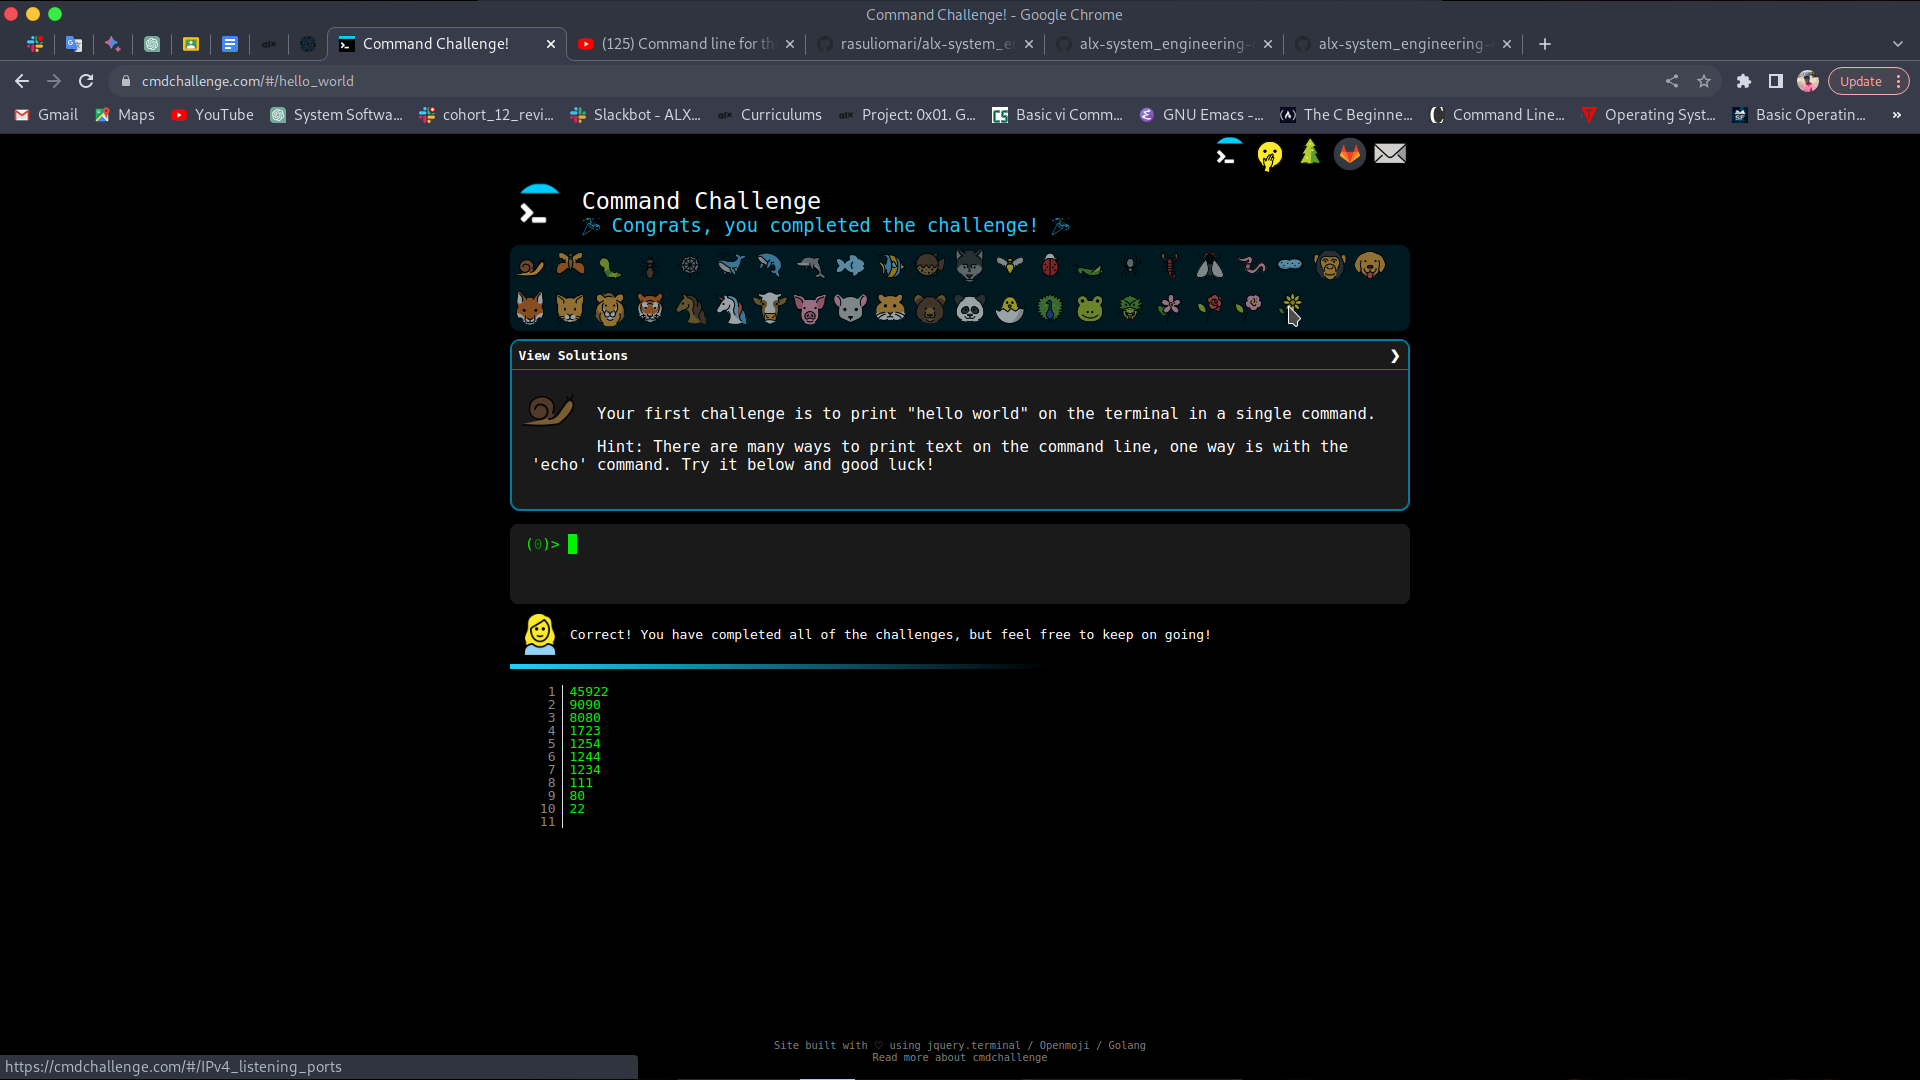 Command Challenge! - Google Chrome
Command Challenge!
(125) Command line for th
rasuliomari/alx-system_e
alx-system_engineering-
alx-system_engineering-
cmdchallenge.com/#/hello_world
Update
Gmail
Maps
YouTube
System Softwa...
cohort_12_revi...
Slackbot - ALX...
Curriculums
Project: 0x01. G...
Basic vi Comm...
GNU Emacs -...
The C Beginne...
Command Line...
Operating Syst...
Basic Operatin...
Command Challenge
Congrats, you completed the challenge!
View Solutions
Your first challenge is to print "hello world" on the terminal in a single command.
Hint: There are many ways to print text on the command line, one way is with the
'echo' command. Try it below and good luck!
(0)>
Correct! You have completed all of the challenges, but feel free to keep on going!
1 45922
2 9090
3 8080
4 1723
5 1254
6 1244
7 1234
8 111
9 80
10 22
11
Site built with ♡ using jquery.terminal / Openmoji / Golang
Read more about cmdchallenge
https://cmdchallenge.com/#/IPv4_listening_ports